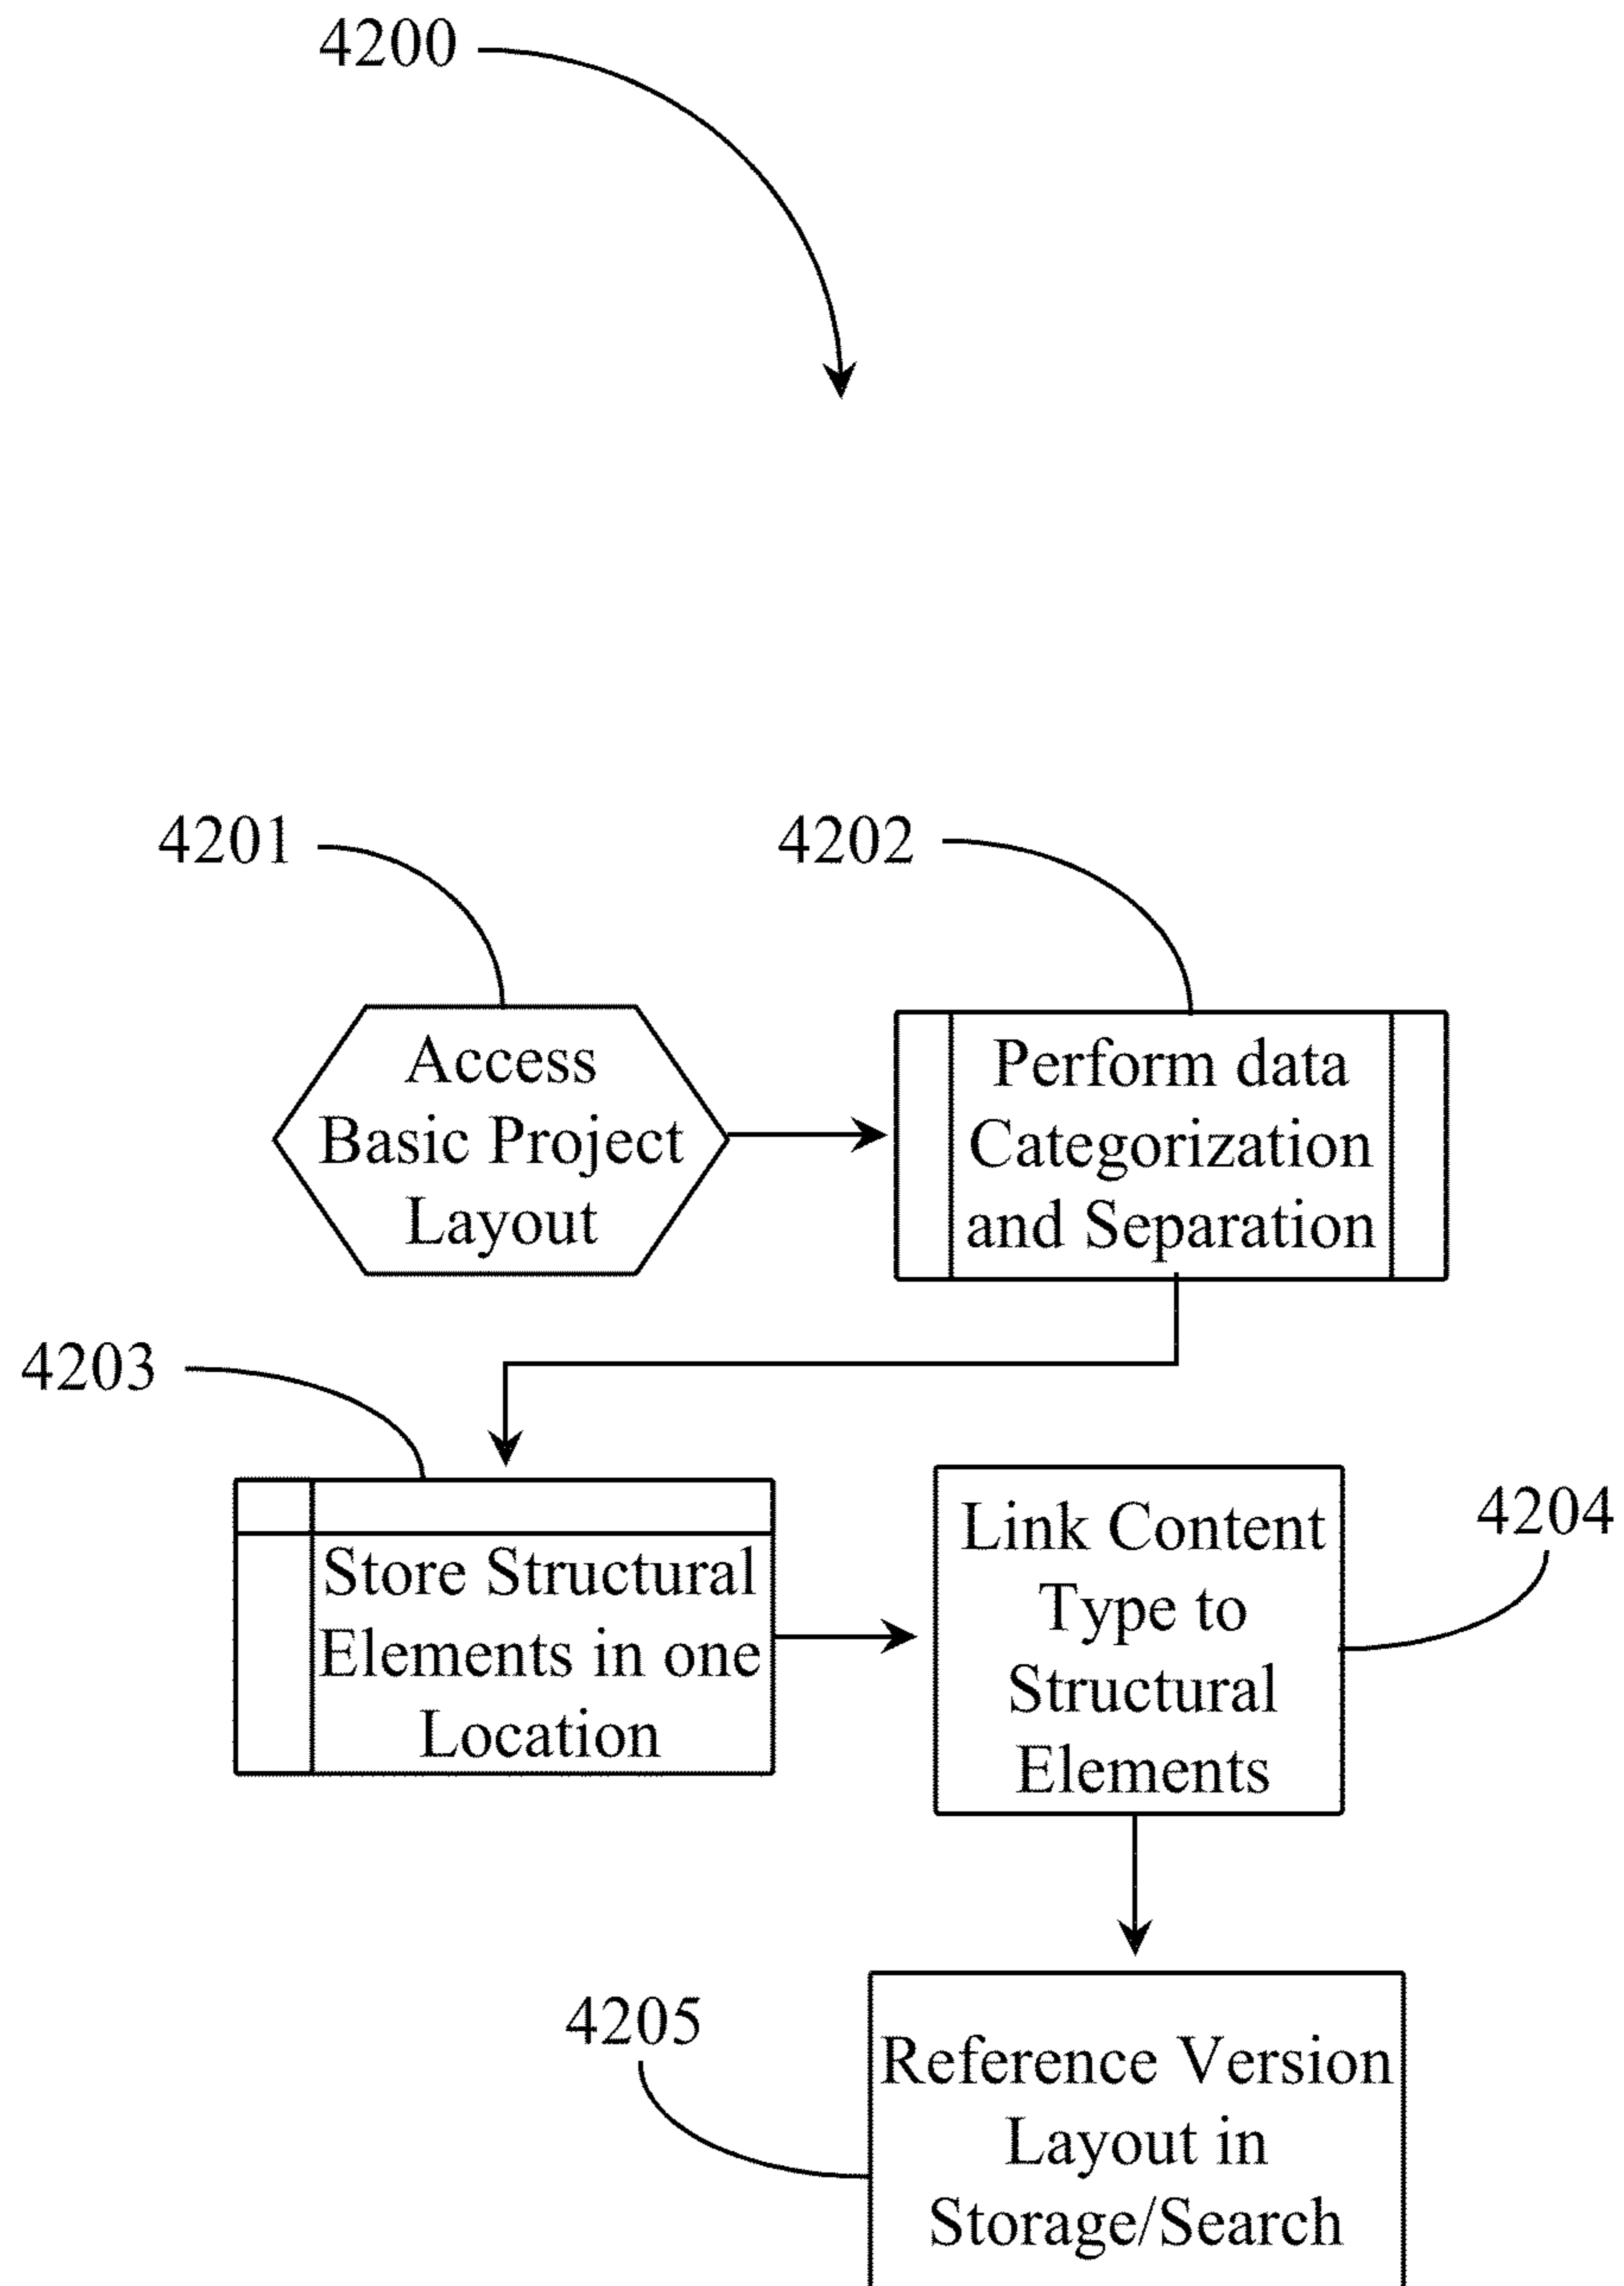 4200
4201
4202
Access
Basic Project
Layout
Perform data
Categorization
and Separation
4203
Store Structural
Elements in one
Location
4204
Link Content
Type to
Structural
Elements
4205
Reference Version
Layout in
Storage/Search